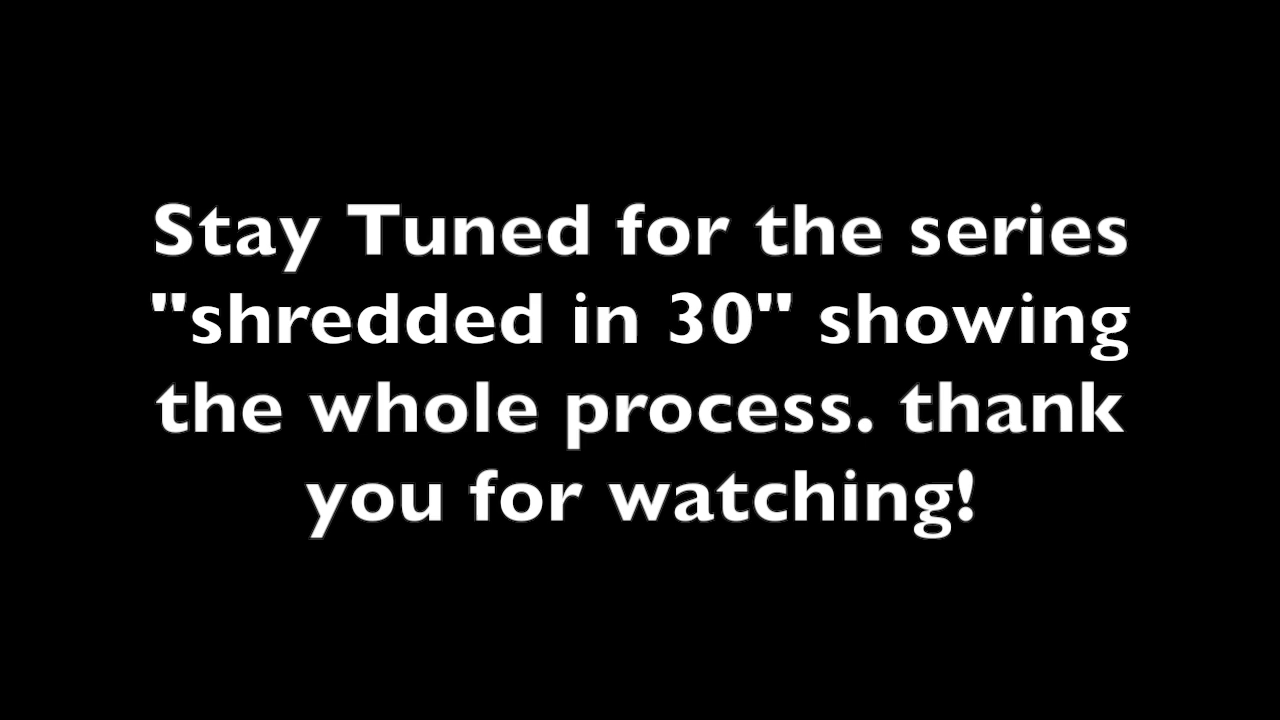 Stay Tuned for the series
"shredded in 30" showing
the whole process. thank
you for watching!